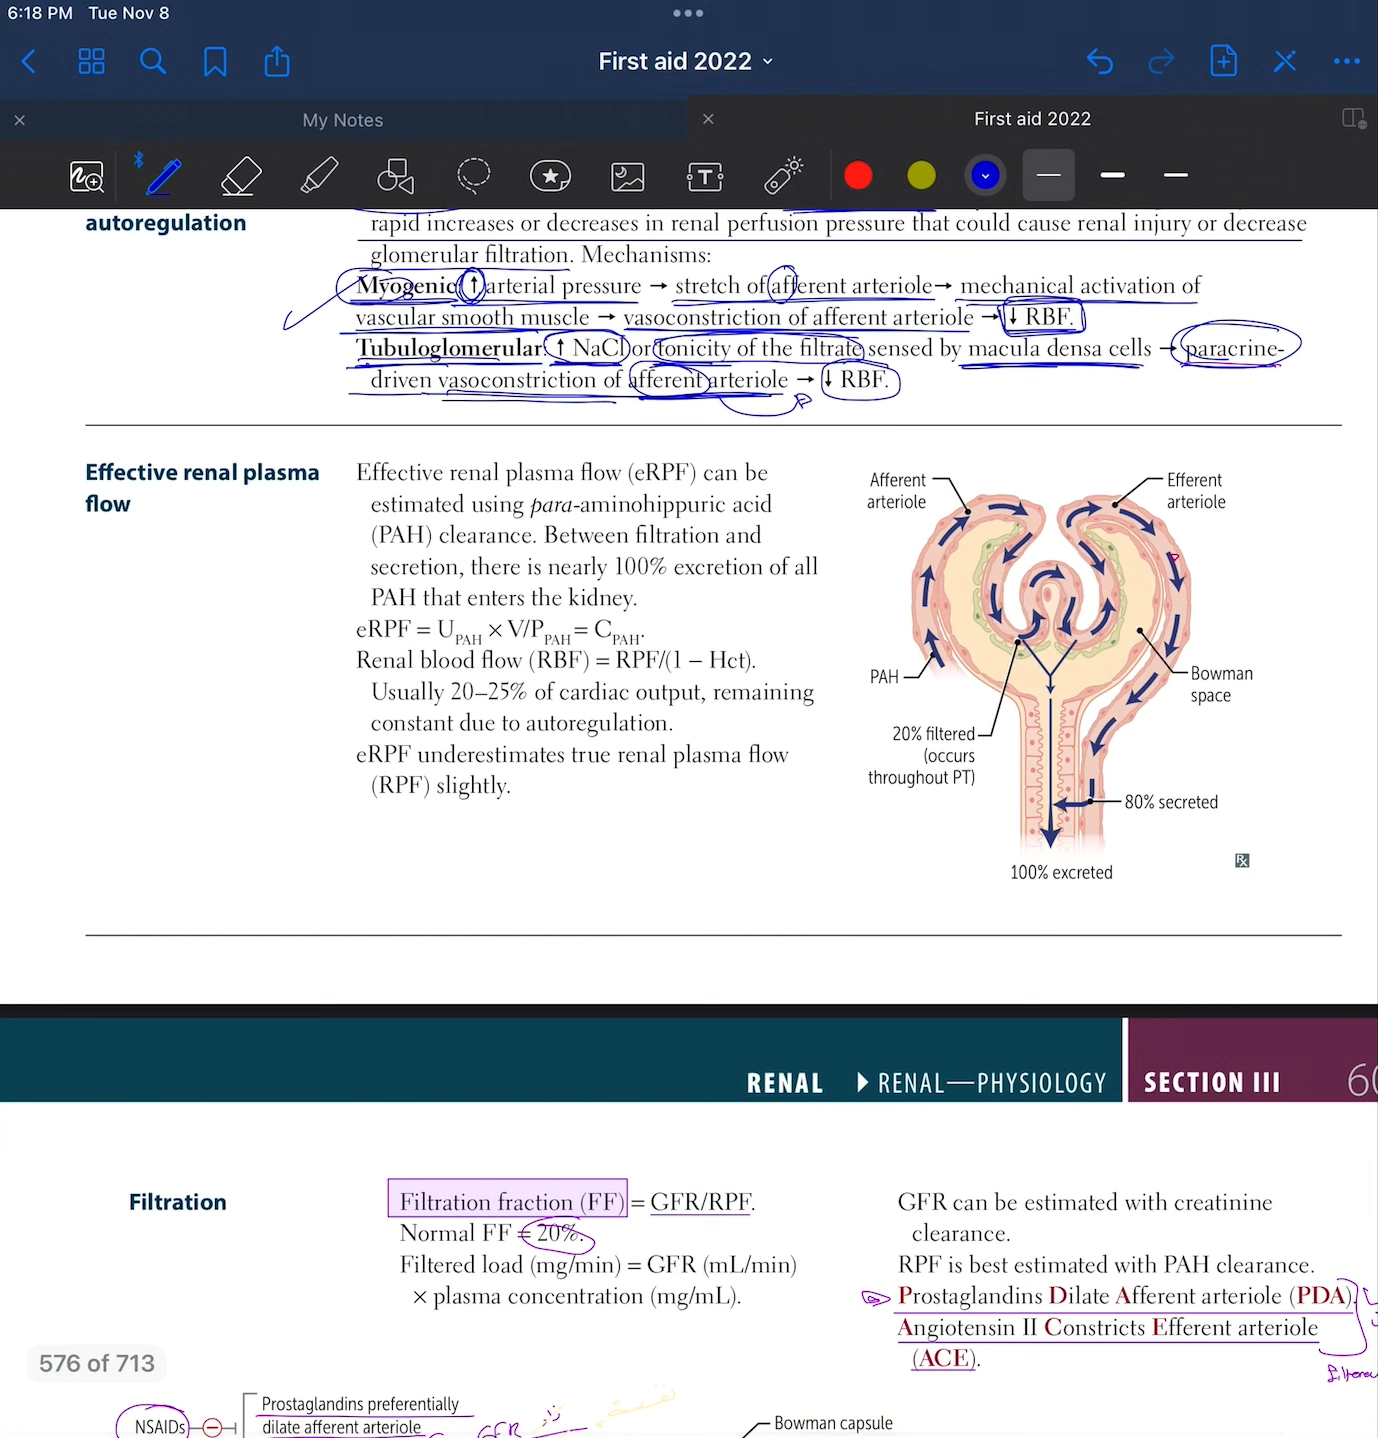 6:18 PM Tue Nov 8
First aid 2022
My Notes
First aid 2022
autoregulation
rapid increases or decreases in renal perfusion pressure that could cause renal injury or decrease
glomerular filtration. Mechanisms:
Myogenic: ↑ arterial pressure → stretch of afferent arteriole → mechanical activation of
vascular smooth muscle → vasoconstriction of afferent arteriole → ↓ RBF.
Tubuloglomerular: ↑ NaCl or tonicity of the filtrate sensed by macula densa cells → paracrine-
driven vasoconstriction of afferent arteriole → ↓ RBF.
Effective renal plasma
flow
Effective renal plasma flow (eRPF) can be
estimated using para-aminohippuric acid
(PAH) clearance. Between filtration and
secretion, there is nearly 100% excretion of all
PAH that enters the kidney.
eRPF = UPAH × V/PPAH = CPAH.
Renal blood flow (RBF) = RPF/(1 – Hct).
Usually 20–25% of cardiac output, remaining
constant due to autoregulation.
eRPF underestimates true renal plasma flow
(RPF) slightly.
Afferent
arteriole
Efferent
arteriole
PAH
Bowman
space
20% filtered
(occurs
throughout PT)
80% secreted
100% excreted
Rx
RENAL ▶ RENAL—PHYSIOLOGY SECTION III
Filtration
Filtration fraction (FF) = GFR/RPF.
Normal FF = 20%.
Filtered load (mg/min) = GFR (mL/min)
× plasma concentration (mg/mL).
GFR can be estimated with creatinine
clearance.
RPF is best estimated with PAH clearance.
Prostaglandins Dilate Afferent arteriole (PDA).
Angiotensin II Constricts Efferent arteriole
(ACE).
576 of 713
NSAIDs
Prostaglandins preferentially
dilate afferent arteriole
GFR
Bowman capsule